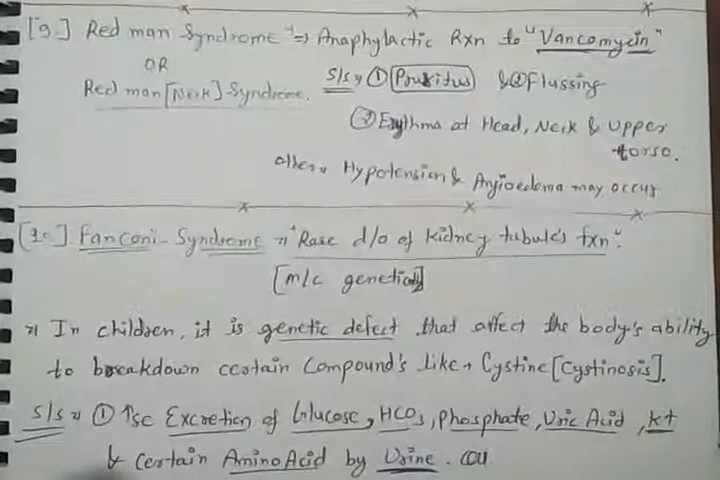 [9.] Red man Syndrome ⇒ Anaphylactic Rxn to "Vancomycin"
OR
Red man [Neck] Syndrome.
S/S ① Pruritus & ② Flussing
③ Erythma at Head, Neck & Upper
torso.
other Hypotension & Angioedema may occur
[10] Fanconi-Syndrome "Rare d/o of kidney tubule's fxn".
[m/c genetical]
In children, it is genetic defect that affect the body's ability
to breakdown certain Compound's like → Cystine [Cystinosis].
S/S ① ↑se Excretion of Glucose, HCO3, Phosphate, Uric Acid, K+
& certain Amino Acid by Urine.